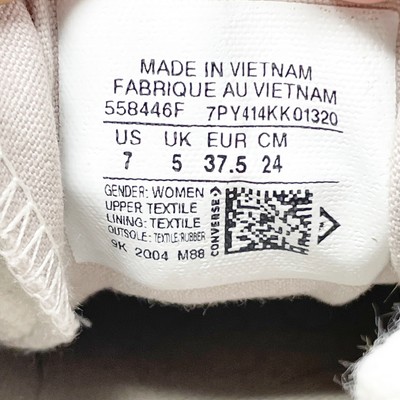 MADE IN VIETNAM
FABRIQUE AU VIETNAM
558446F 7PY414KK01320
US UK EUR CM
7 5 37.5 24
GENDER: WOMEN
UPPER TEXTILE
LINING: TEXTILE
OUTSOLE: TEXTILE/RUBBER
9K 2004 M88
CONVERSE